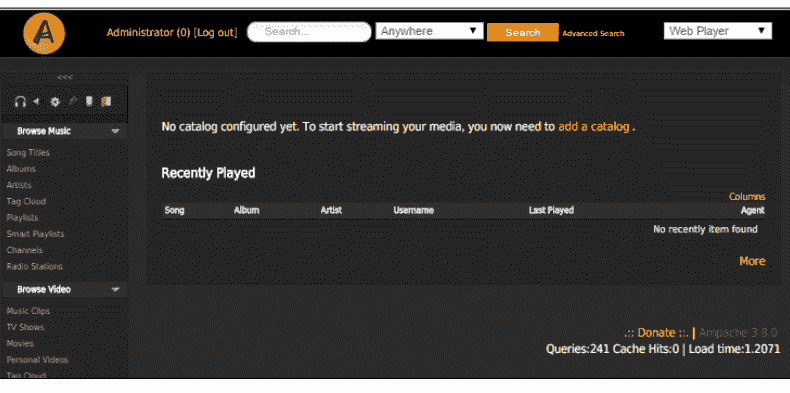 Administrator (0) [Log out] Search... Anywhere Search Advanced Search Web Player
<<<
Browse Music
Song Titles
Albums
Artists
Tag Cloud
Playlists
Smart Playlists
Channels
Radio Stations
Browse Video
Music Clips
TV Shows
Movies
Personal Videos
Tag Cloud
No catalog configured yet. To start streaming your media, you now need to add a catalog .
Recently Played
Columns
Song Album Artist Username Last Played Agent
No recently item found
More
.:: Donate ::. | Ampache 3.8.0
Queries:241 Cache Hits:0 | Load time:1.2071